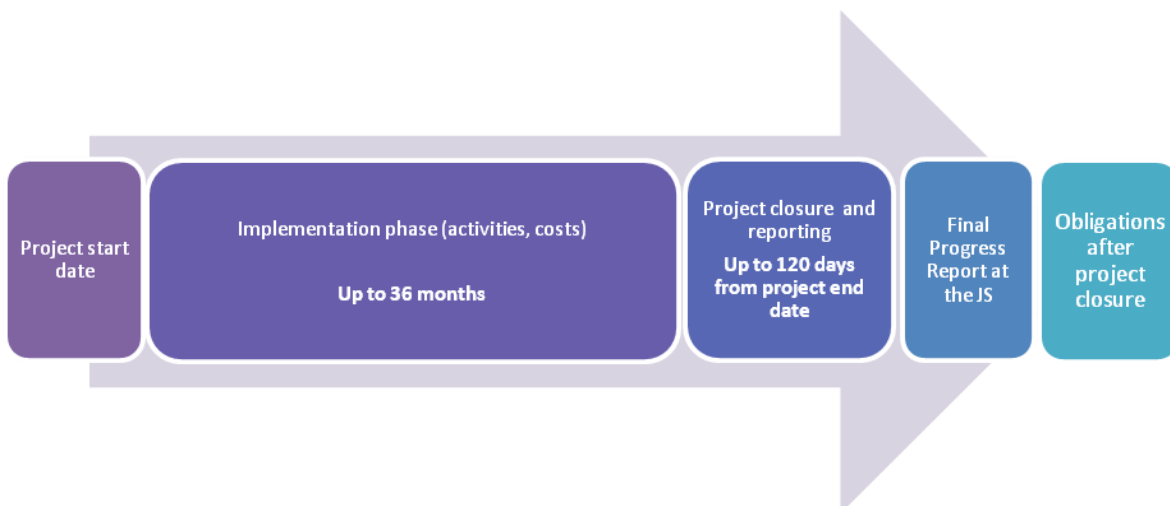 Project start
date
Implementation phase (activities, costs)
Up to 36 months
Project closure and
reporting
Up to 120 days
from project end
date
Final
Progress
Report at
the JS
Obligations
after
project
closure